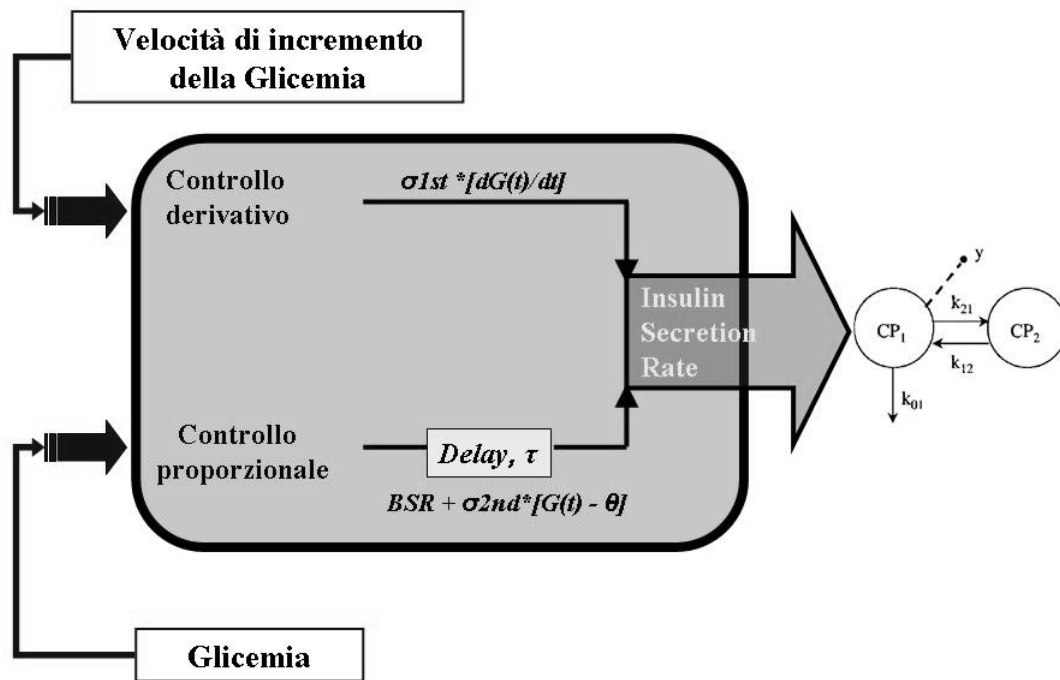 Velocità di incremento
della Glicemia
Controllo
derivativo
σ1st *[dG(t)/dt]
Insulin
Secretion
Rate
y
CP1
k21
CP2
k12
k01
Controllo
proporzionale
Delay, τ
BSR + σ2nd*[G(t) - θ]
Glicemia